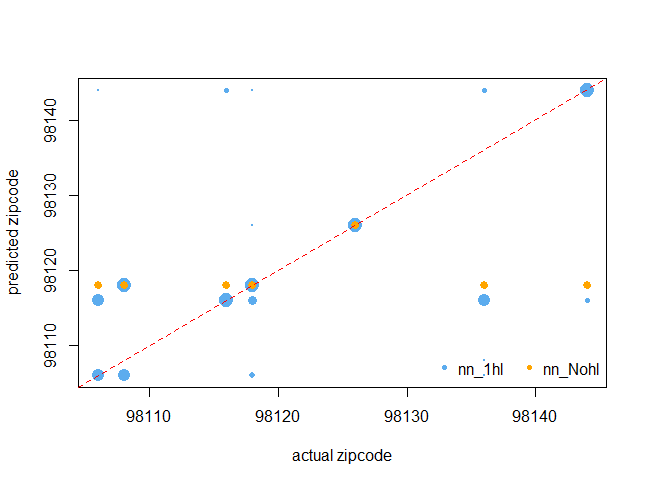 98140
98130
98120
98110
predicted zipcode
nn_1hl nn_Nohl
98110 98120 98130 98140
actual zipcode